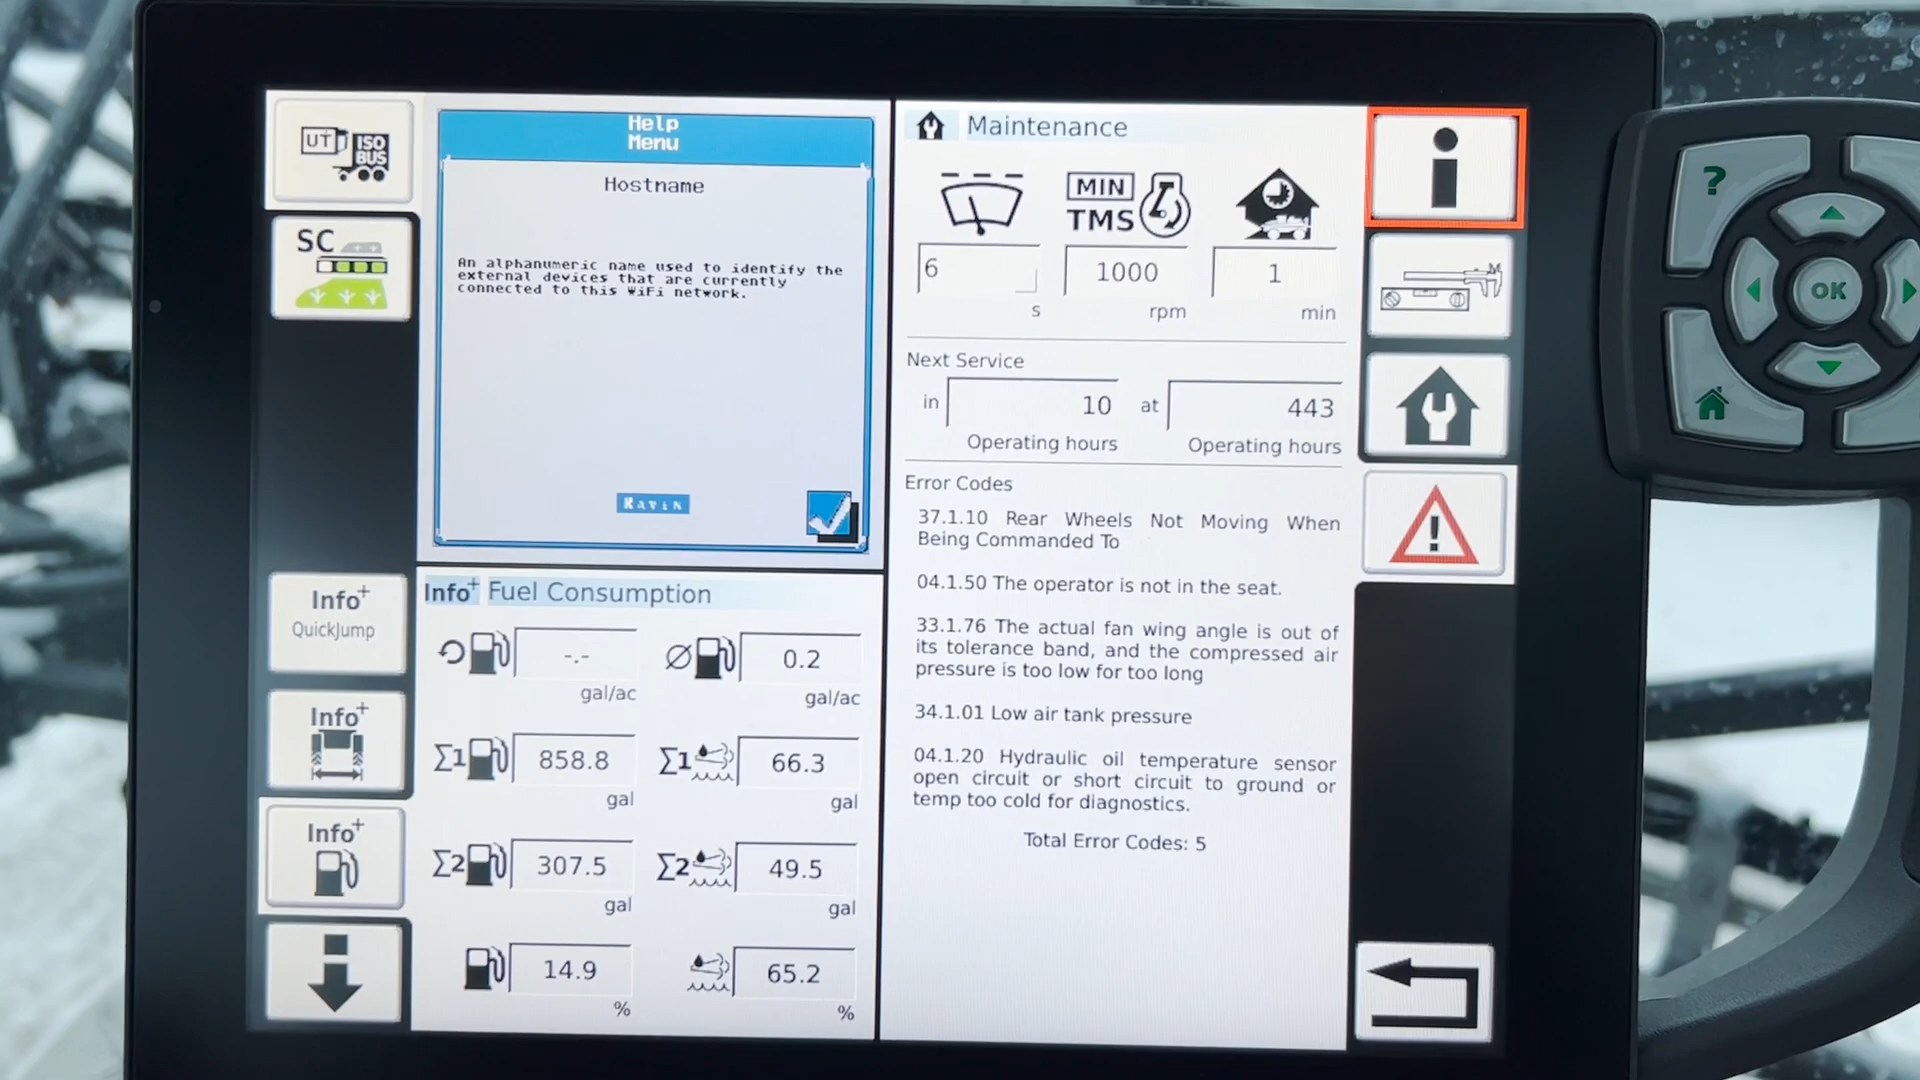 UT
ISO
BUS
SC
Info+
QuickJump
Info+
Info+
Help
Menu
Hostname
An alphanumeric name used to identify the
external devices that are currently
connected to this WiFi network.
RAVEN
Info+ Fuel Consumption
-.-
gal/ac
Ø
0.2
gal/ac
Σ1
858.8
gal
Σ1
66.3
gal
Σ2
307.5
gal
Σ2
49.5
gal
14.9
%
65.2
%
Maintenance
MIN
TMS
6
s
1000
rpm
1
min
Next Service
in 10 at 443
Operating hours Operating hours
Error Codes
37.1.10 Rear Wheels Not Moving When
Being Commanded To
04.1.50 The operator is not in the seat.
33.1.76 The actual fan wing angle is out of
its tolerance band, and the compressed air
pressure is too low for too long
34.1.01 Low air tank pressure
04.1.20 Hydraulic oil temperature sensor
open circuit or short circuit to ground or
temp too cold for diagnostics.
Total Error Codes: 5
i
!
?
OK